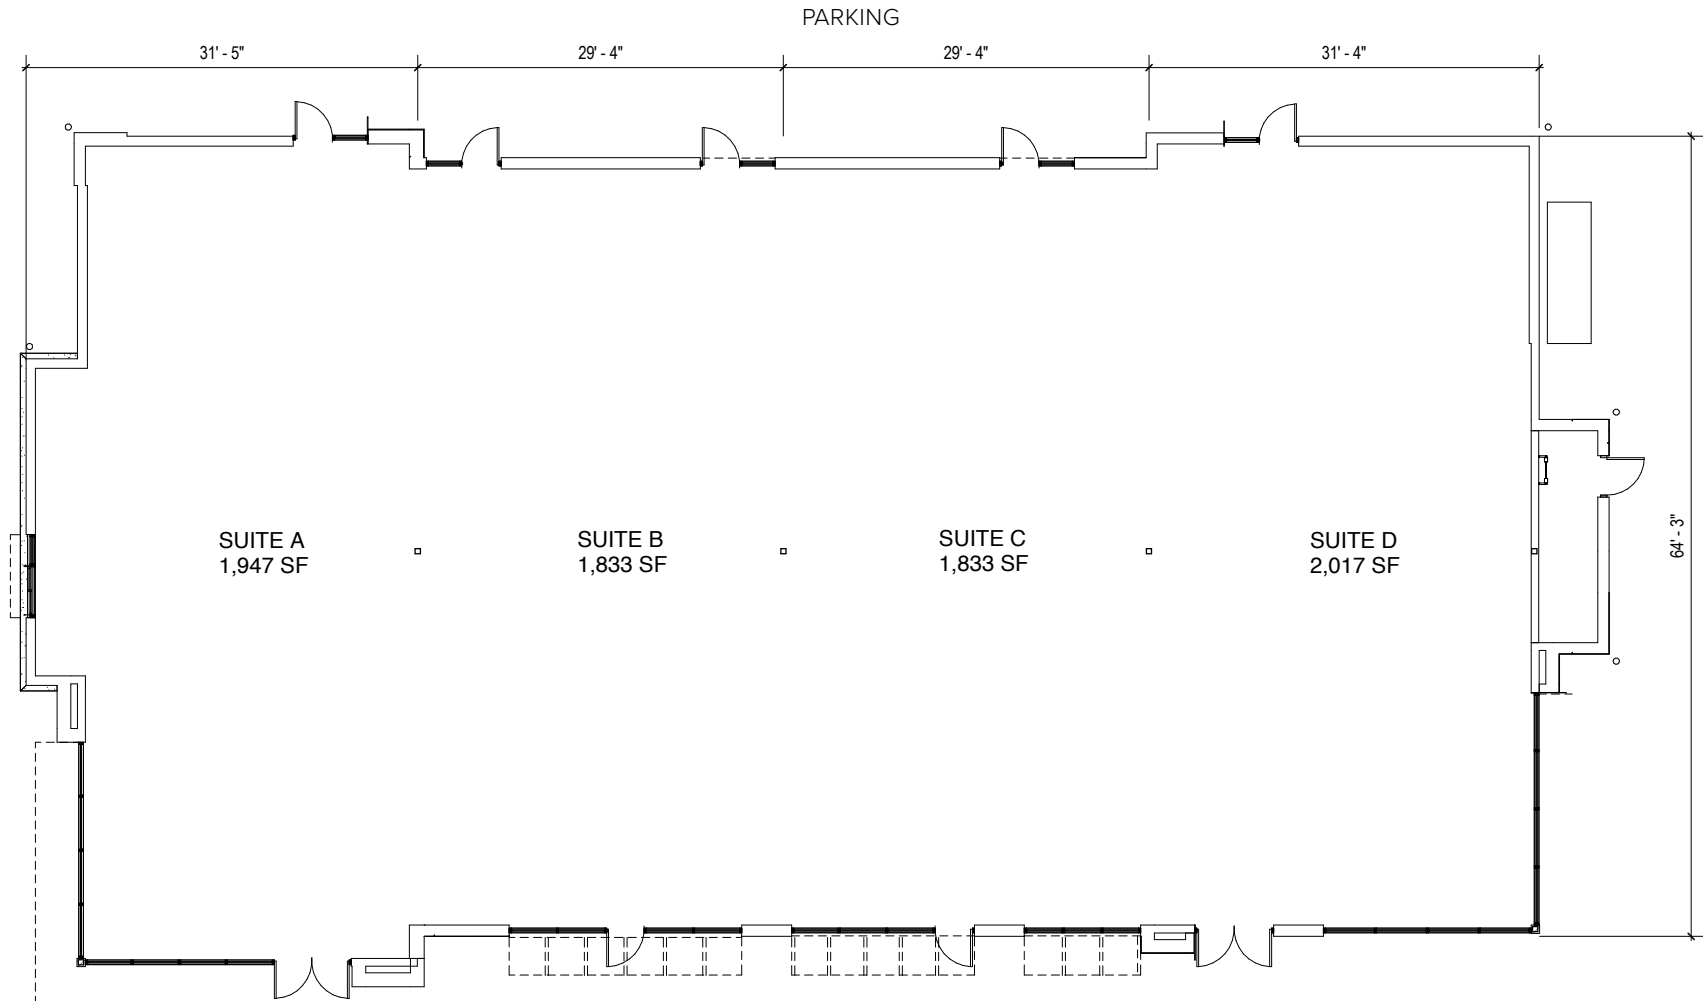 PARKING
31' - 5"
29' - 4"
29' - 4"
31' - 4"
64' - 3"
SUITE A
1,947 SF
SUITE B
1,833 SF
SUITE C
1,833 SF
SUITE D
2,017 SF